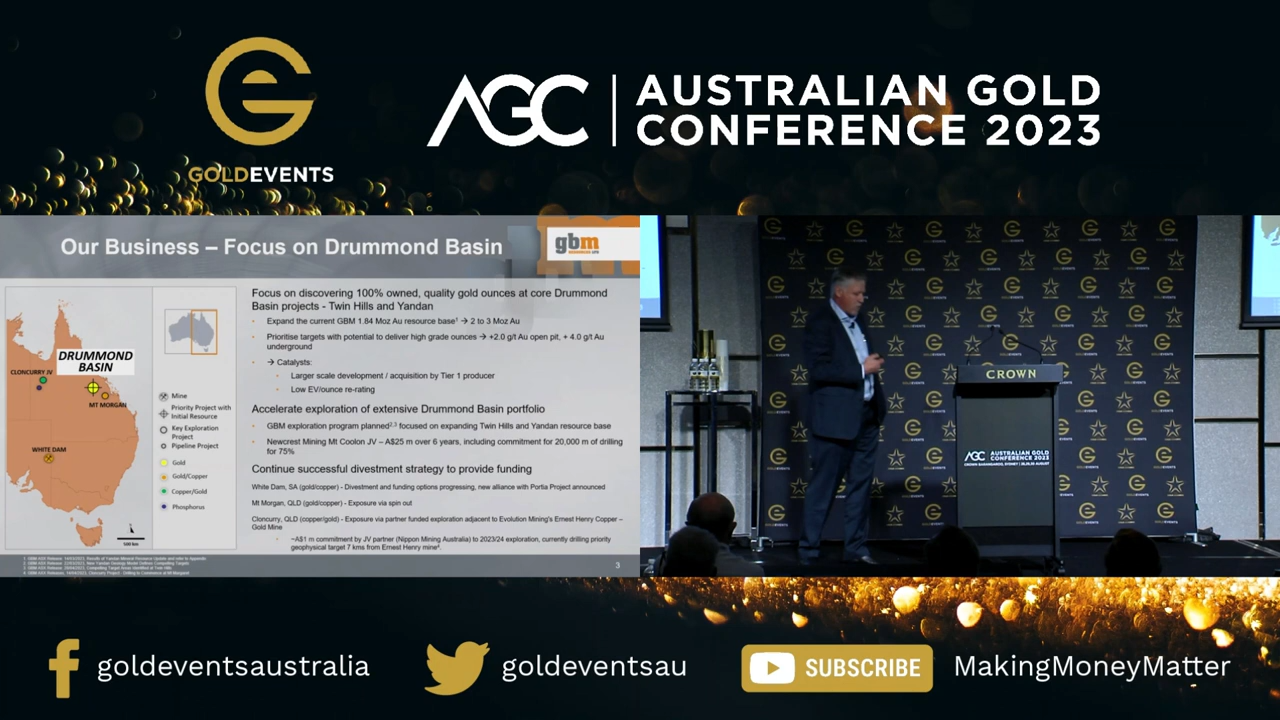 GOLDEVENTS
AGC
AUSTRALIAN GOLD
CONFERENCE 2023
Our Business – Focus on Drummond Basin
gbm
DRUMMOND
BASIN
CLONCURRY JV
MT MORGAN
WHITE DAM
500 km
Mine
Priority Project with
Initial Resource
Key Exploration
Project
Pipeline Project
Gold
Gold/Copper
Copper/Gold
Phosphorus
Focus on discovering 100% owned, quality gold ounces at core Drummond
Basin projects - Twin Hills and Yandan
• Expand the current GBM 1.84 Moz Au resource base¹ → 2 to 3 Moz Au
• Prioritise targets with potential to deliver high grade ounces → +2.0 g/t Au open pit, + 4.0 g/t Au
underground
• → Catalysts:
• Larger scale development / acquisition by Tier 1 producer
• Low EV/ounce re-rating
Accelerate exploration of extensive Drummond Basin portfolio
• GBM exploration program planned²,³ focused on expanding Twin Hills and Yandan resource base
• Newcrest Mining Mt Coolon JV – A$25 m over 6 years, including commitment for 20,000 m of drilling
for 75%
Continue successful divestment strategy to provide funding
White Dam, SA (gold/copper) - Divestment and funding options progressing, new alliance with Portia Project announced
Mt Morgan, QLD (gold/copper) - Exposure via spin out
Cloncurry, QLD (copper/gold) - Exposure via partner funded exploration adjacent to Evolution Mining's Ernest Henry Copper –
Gold Mine
• ~A$1 m commitment by JV partner (Nippon Mining Australia) to 2023/24 exploration, currently drilling priority
geophysical target 7 kms from Ernest Henry mine⁴.
3
CROWN
AGC AUSTRALIAN GOLD
CONFERENCE 2023
goldeventsaustralia
goldeventsau
SUBSCRIBE
MakingMoneyMatter